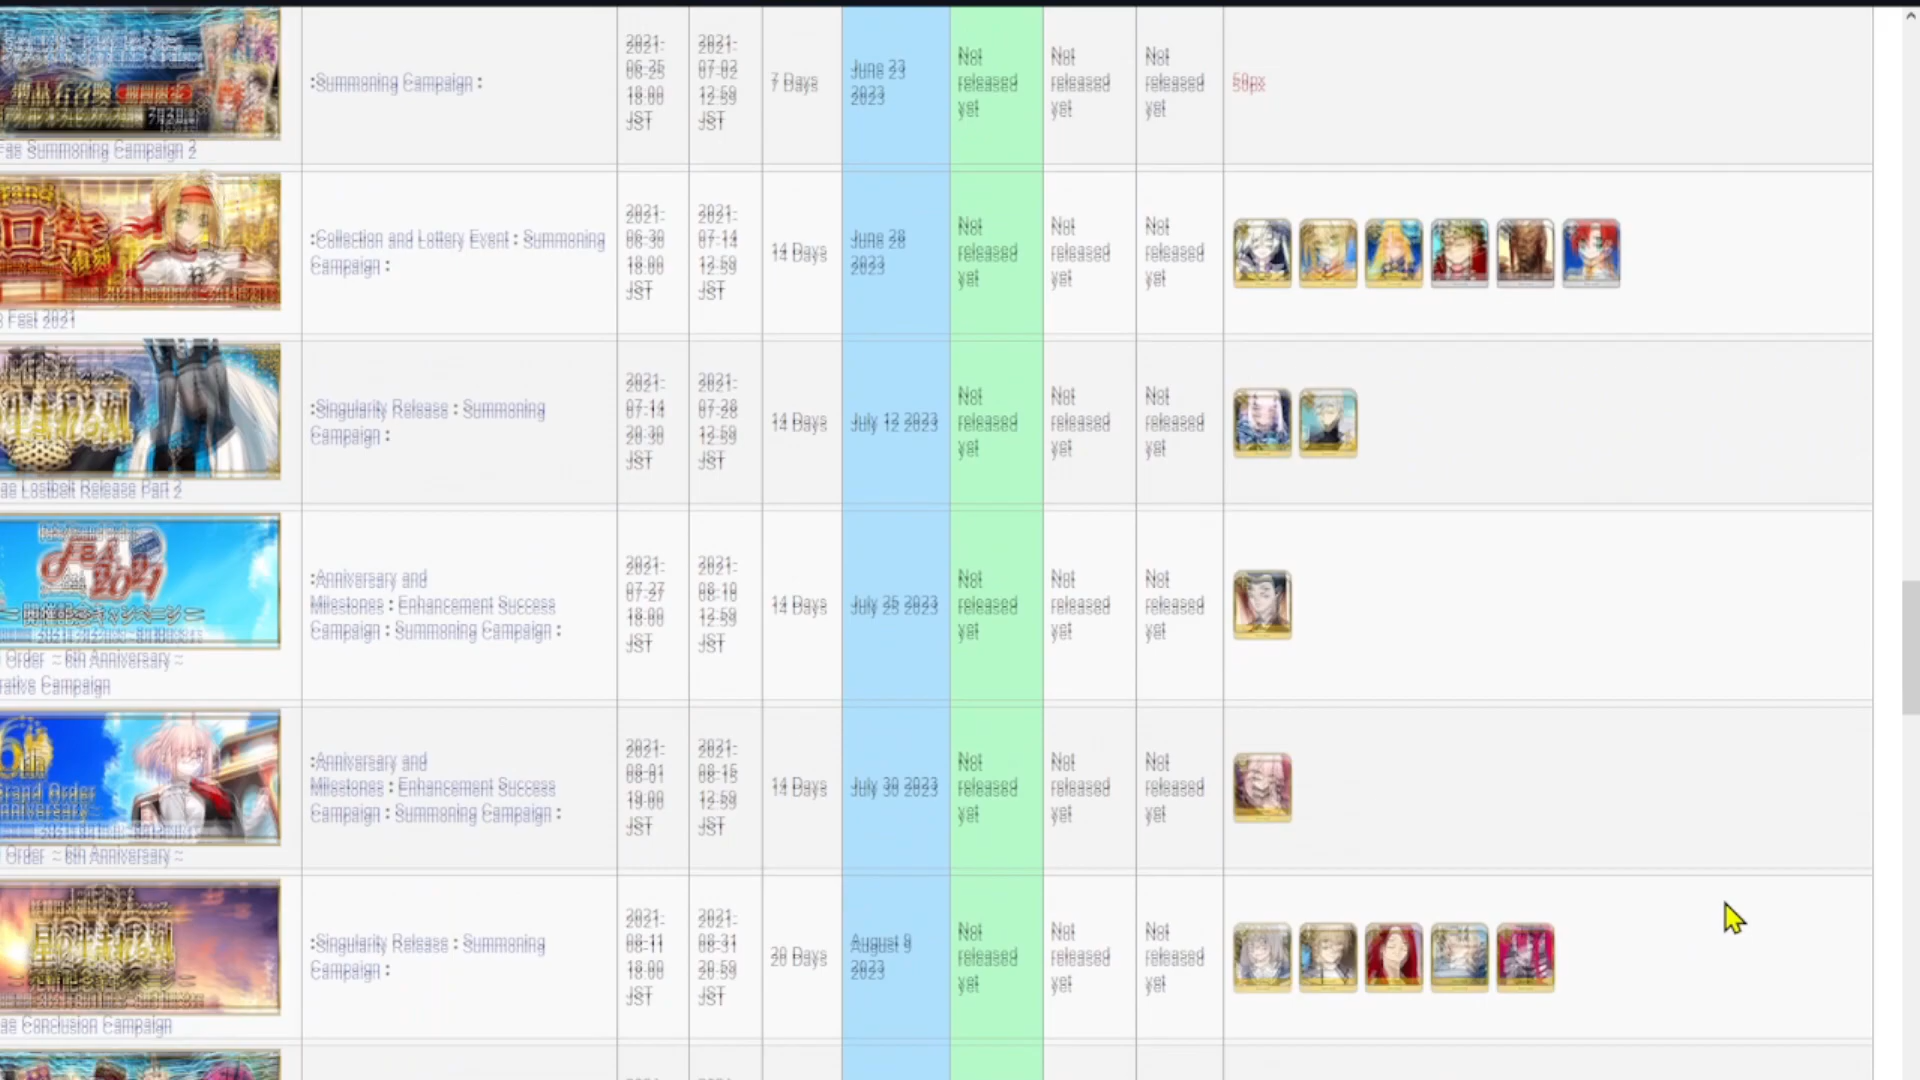 Fae Summoning Campaign 2
:Summoning Campaign :
2021-
06-25
18:00
JST
2021-
07-02
12:59
JST
7 Days
June 23
2023
Not
released
yet
Not
released
yet
Not
released
yet
50px
Fest 2021
:Collection and Lottery Event : Summoning
Campaign :
2021-
06-30
18:00
JST
2021-
07-14
12:59
JST
14 Days
June 28
2023
Not
released
yet
Not
released
yet
Not
released
yet
ae Lostbelt Release Part 2
:Singularity Release : Summoning
Campaign :
2021-
07-14
20:30
JST
2021-
07-28
12:59
JST
14 Days
July 12 2023
Not
released
yet
Not
released
yet
Not
released
yet
2021
Order ~6th Anniversary~
rative Campaign
:Anniversary and
Milestones : Enhancement Success
Campaign : Summoning Campaign :
2021-
07-27
18:00
JST
2021-
08-10
12:59
JST
14 Days
July 25 2023
Not
released
yet
Not
released
yet
Not
released
yet
6th
Grand Order
Anniversary
Order ~6th Anniversary~
:Anniversary and
Milestones : Enhancement Success
Campaign : Summoning Campaign :
2021-
08-01
19:00
JST
2021-
08-15
12:59
JST
14 Days
July 30 2023
Not
released
yet
Not
released
yet
Not
released
yet
ae Conclusion Campaign
:Singularity Release : Summoning
Campaign :
2021-
08-11
18:00
JST
2021-
08-31
20:59
JST
20 Days
August 9
2023
Not
released
yet
Not
released
yet
Not
released
yet